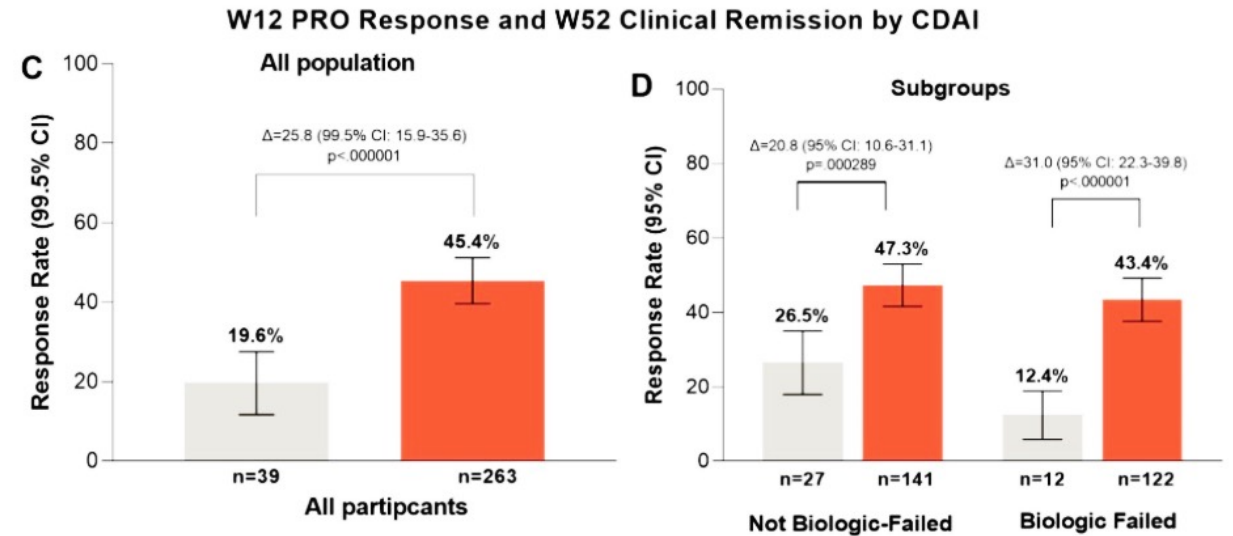 W12 PRO Response and W52 Clinical Remission by CDAI
C
All population
Response Rate (99.5% CI)
100
80
60
40
20
0
Δ=25.8 (99.5% CI: 15.9-35.6)
p<.000001
19.6%
45.4%
n=39
n=263
All partipcants
D
Subgroups
Response Rate (95% CI)
100
80
60
40
20
0
Δ=20.8 (95% CI: 10.6-31.1)
p=.000289
Δ=31.0 (95% CI: 22.3-39.8)
p<.000001
26.5%
47.3%
12.4%
43.4%
n=27
n=141
n=12
n=122
Not Biologic-Failed
Biologic Failed